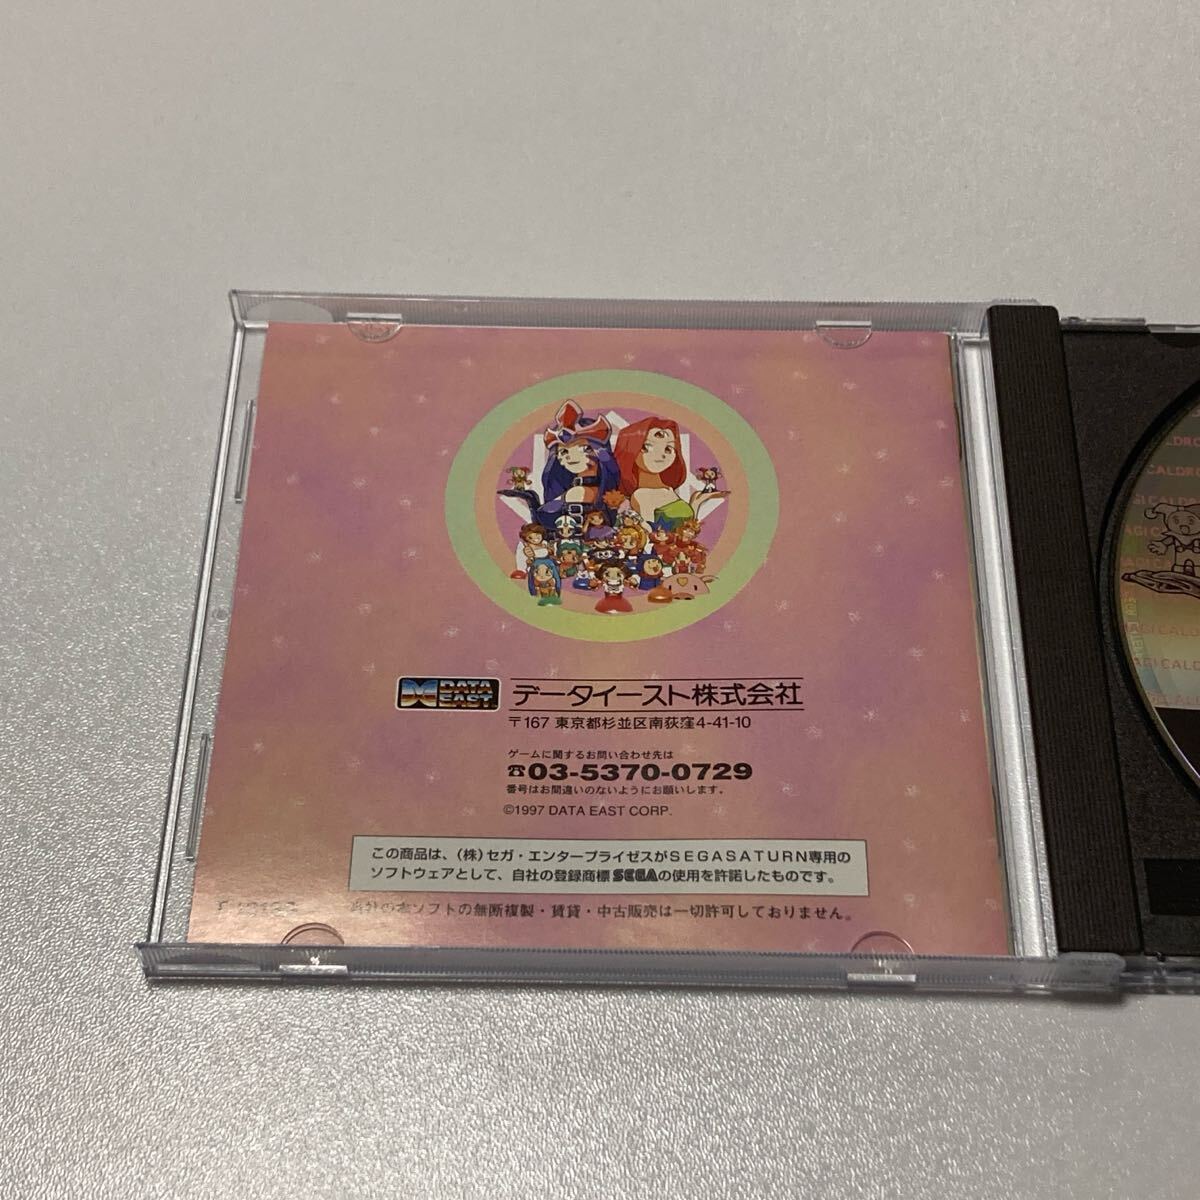 DATA EAST
データイースト株式会社
〒167 東京都杉並区南荻窪4-41-10
ゲームに関するお問い合わせ先は
☎03-5370-0729
番号はお間違いのないようにお願いします。
©1997 DATA EAST CORP.
この商品は、(株)セガ・エンタープライゼスがSEGASATURN専用の
ソフトウェアとして、自社の登録商標SEGAの使用を許諾したものです。
当社の本ソフトの無断複製・賃貸・中古販売は一切許可しておりません。
CALDRO
CALDR
AGICALDR